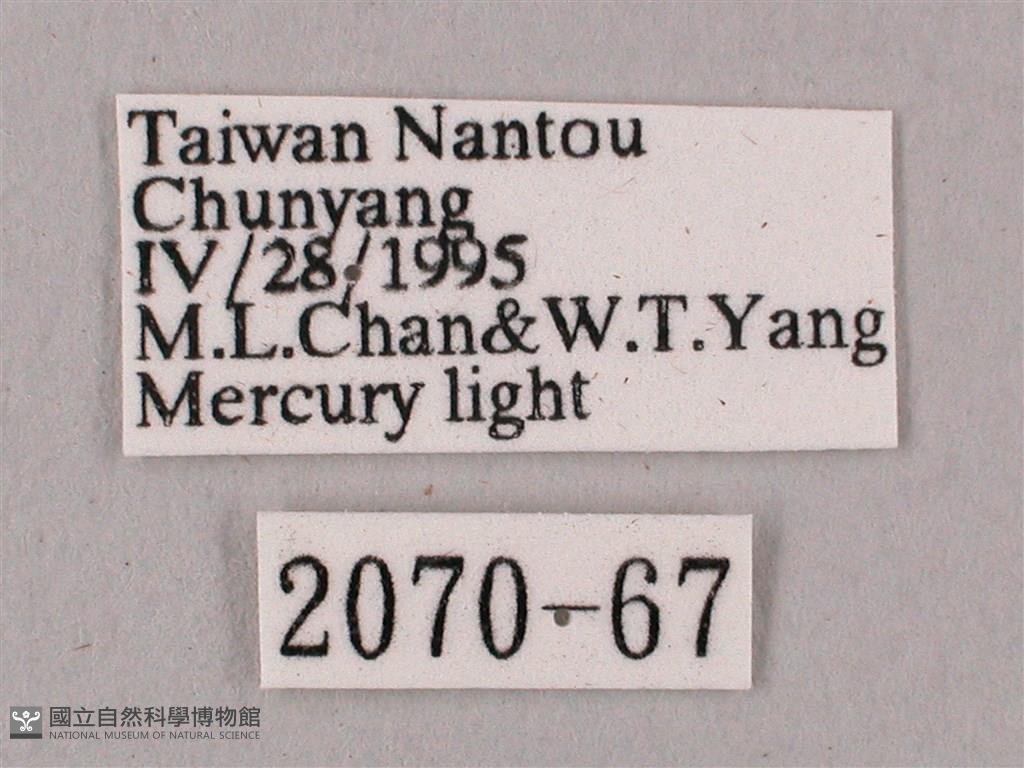 Taiwan Nantou
Chunyang
IV/28/1995
M.L.Chan&W.T.Yang
Mercury light
2070-67
國立自然科學博物館
NATIONAL MUSEUM OF NATURAL SCIENCE